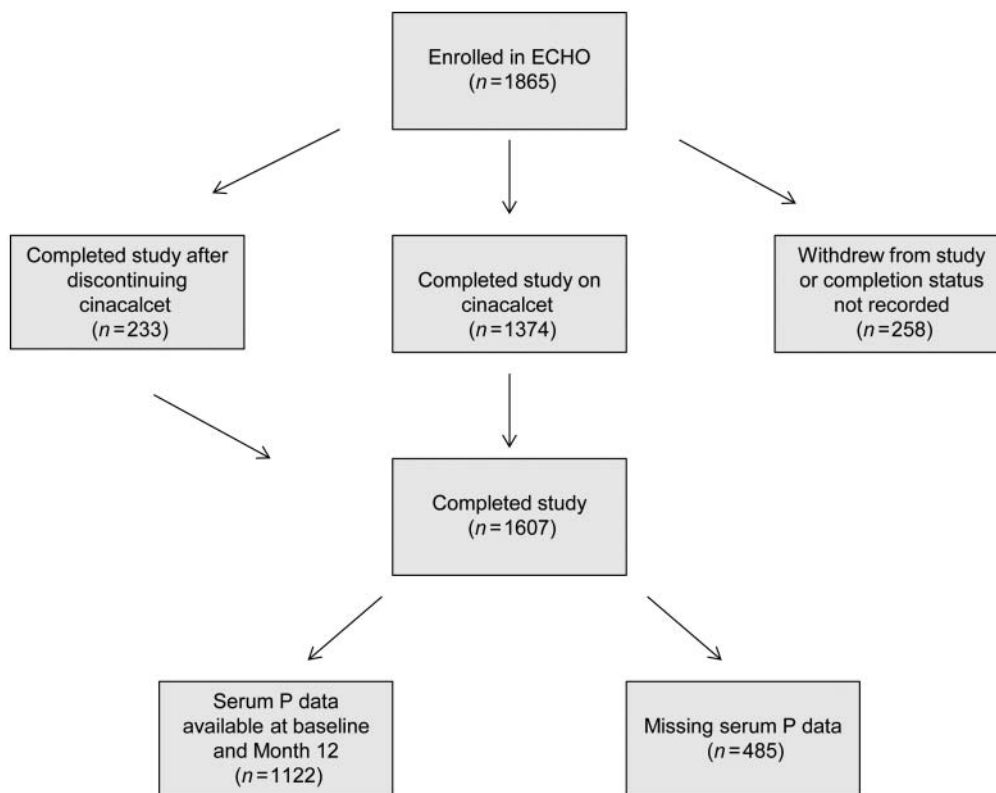 Enrolled in ECHO
(n=1865)
Completed study after
discontinuing
cinacalcet
(n=233)
Completed study on
cinacalcet
(n=1374)
Withdrew from study
or completion status
not recorded
(n=258)
Completed study
(n=1607)
Serum P data
available at baseline
and Month 12
(n=1122)
Missing serum P data
(n=485)